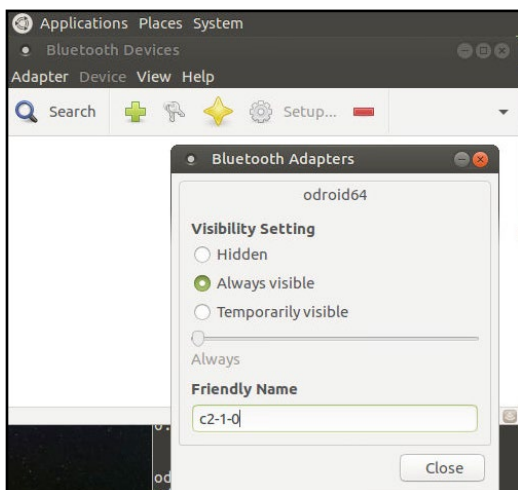 Applications Places System
Bluetooth Devices
Adapter Device View Help
Search Setup...
Bluetooth Adapters
odroid64
Visibility Setting
Hidden
Always visible
Temporarily visible
Always
Friendly Name
c2-1-0
od
Close